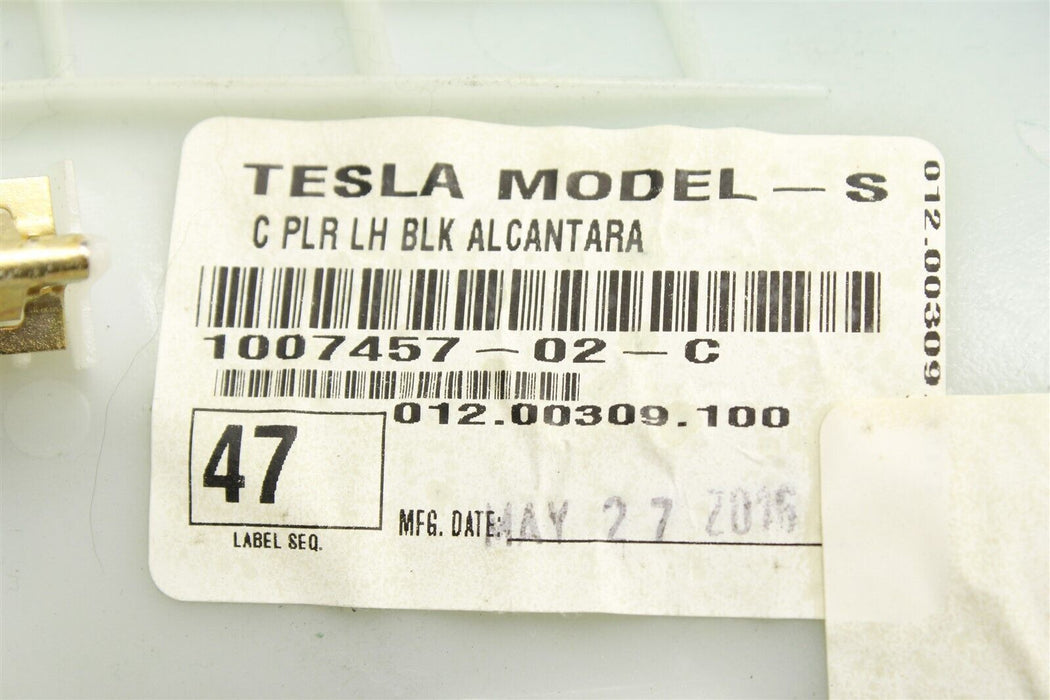 TESLA MODEL-S
C PLR LH BLK ALCANTARA
1007457-02-C
012.00309.100
47
LABEL SEQ.
MFG. DATE: MAY 27 2016
012.00309.